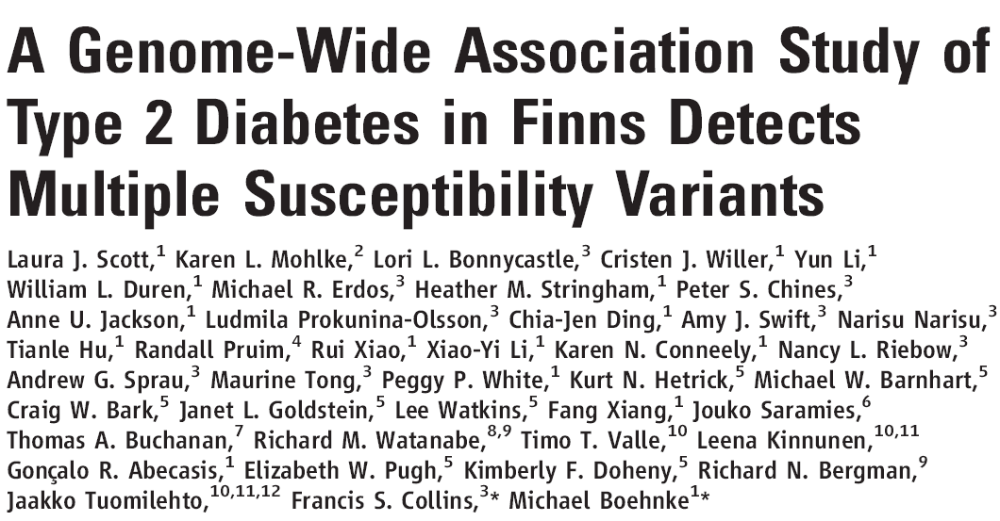 A Genome-Wide Association Study of
Type 2 Diabetes in Finns Detects
Multiple Susceptibility Variants
Laura J. Scott,¹ Karen L. Mohlke,² Lori L. Bonnycastle,³ Cristen J. Willer,¹ Yun Li,¹
William L. Duren,¹ Michael R. Erdos,³ Heather M. Stringham,¹ Peter S. Chines,³
Anne U. Jackson,¹ Ludmila Prokunina-Olsson,³ Chia-Jen Ding,¹ Amy J. Swift,³ Narisu Narisu,³
Tianle Hu,¹ Randall Pruim,⁴ Rui Xiao,¹ Xiao-Yi Li,¹ Karen N. Conneely,¹ Nancy L. Riebow,³
Andrew G. Sprau,³ Maurine Tong,³ Peggy P. White,¹ Kurt N. Hetrick,⁵ Michael W. Barnhart,⁵
Craig W. Bark,⁵ Janet L. Goldstein,⁵ Lee Watkins,⁵ Fang Xiang,¹ Jouko Saramies,⁶
Thomas A. Buchanan,⁷ Richard M. Watanabe,⁸,⁹ Timo T. Valle,¹⁰ Leena Kinnunen,¹⁰,¹¹
Gonçalo R. Abecasis,¹ Elizabeth W. Pugh,⁵ Kimberly F. Doheny,⁵ Richard N. Bergman,⁹
Jaakko Tuomilehto,¹⁰,¹¹,¹² Francis S. Collins,³* Michael Boehnke¹*